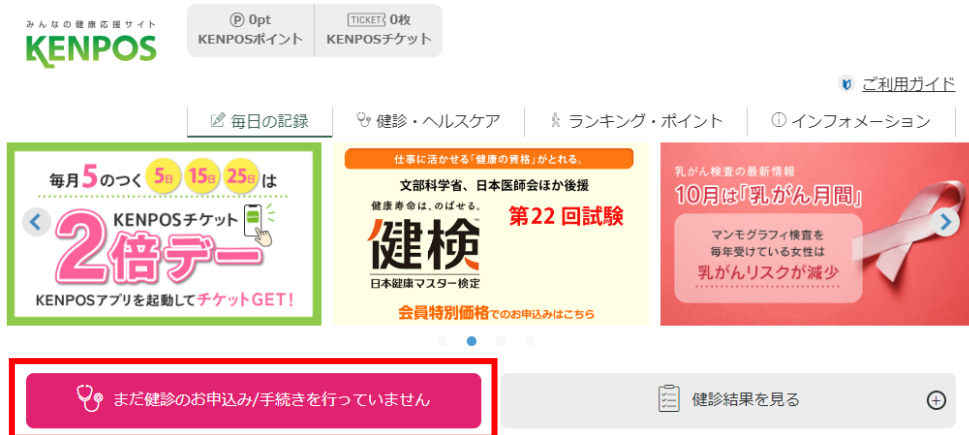 みんなの健康応援サイト
KENPOS
P 0pt
KENPOSポイント
TICKET 0枚
KENPOSチケット
ご利用ガイド
毎日の記録
健診・ヘルスケア
ランキング・ポイント
インフォメーション
毎月5のつく 5日 15日 25日 は
KENPOSチケット
2倍デー
KENPOSアプリを起動してチケットGET!
仕事に活かせる「健康の資格」がとれる。
文部科学省、日本医師会ほか後援
健康寿命は、のばせる。
第22回試験
健検
日本健康マスター検定
会員特別価格でのお申込みはこちら
乳がん検査の最新情報
10月は「乳がん月間」
マンモグラフィ検査を
毎年受けている女性は
乳がんリスクが減少
まだ健診のお申込み/手続きを行っていません
健診結果を見る